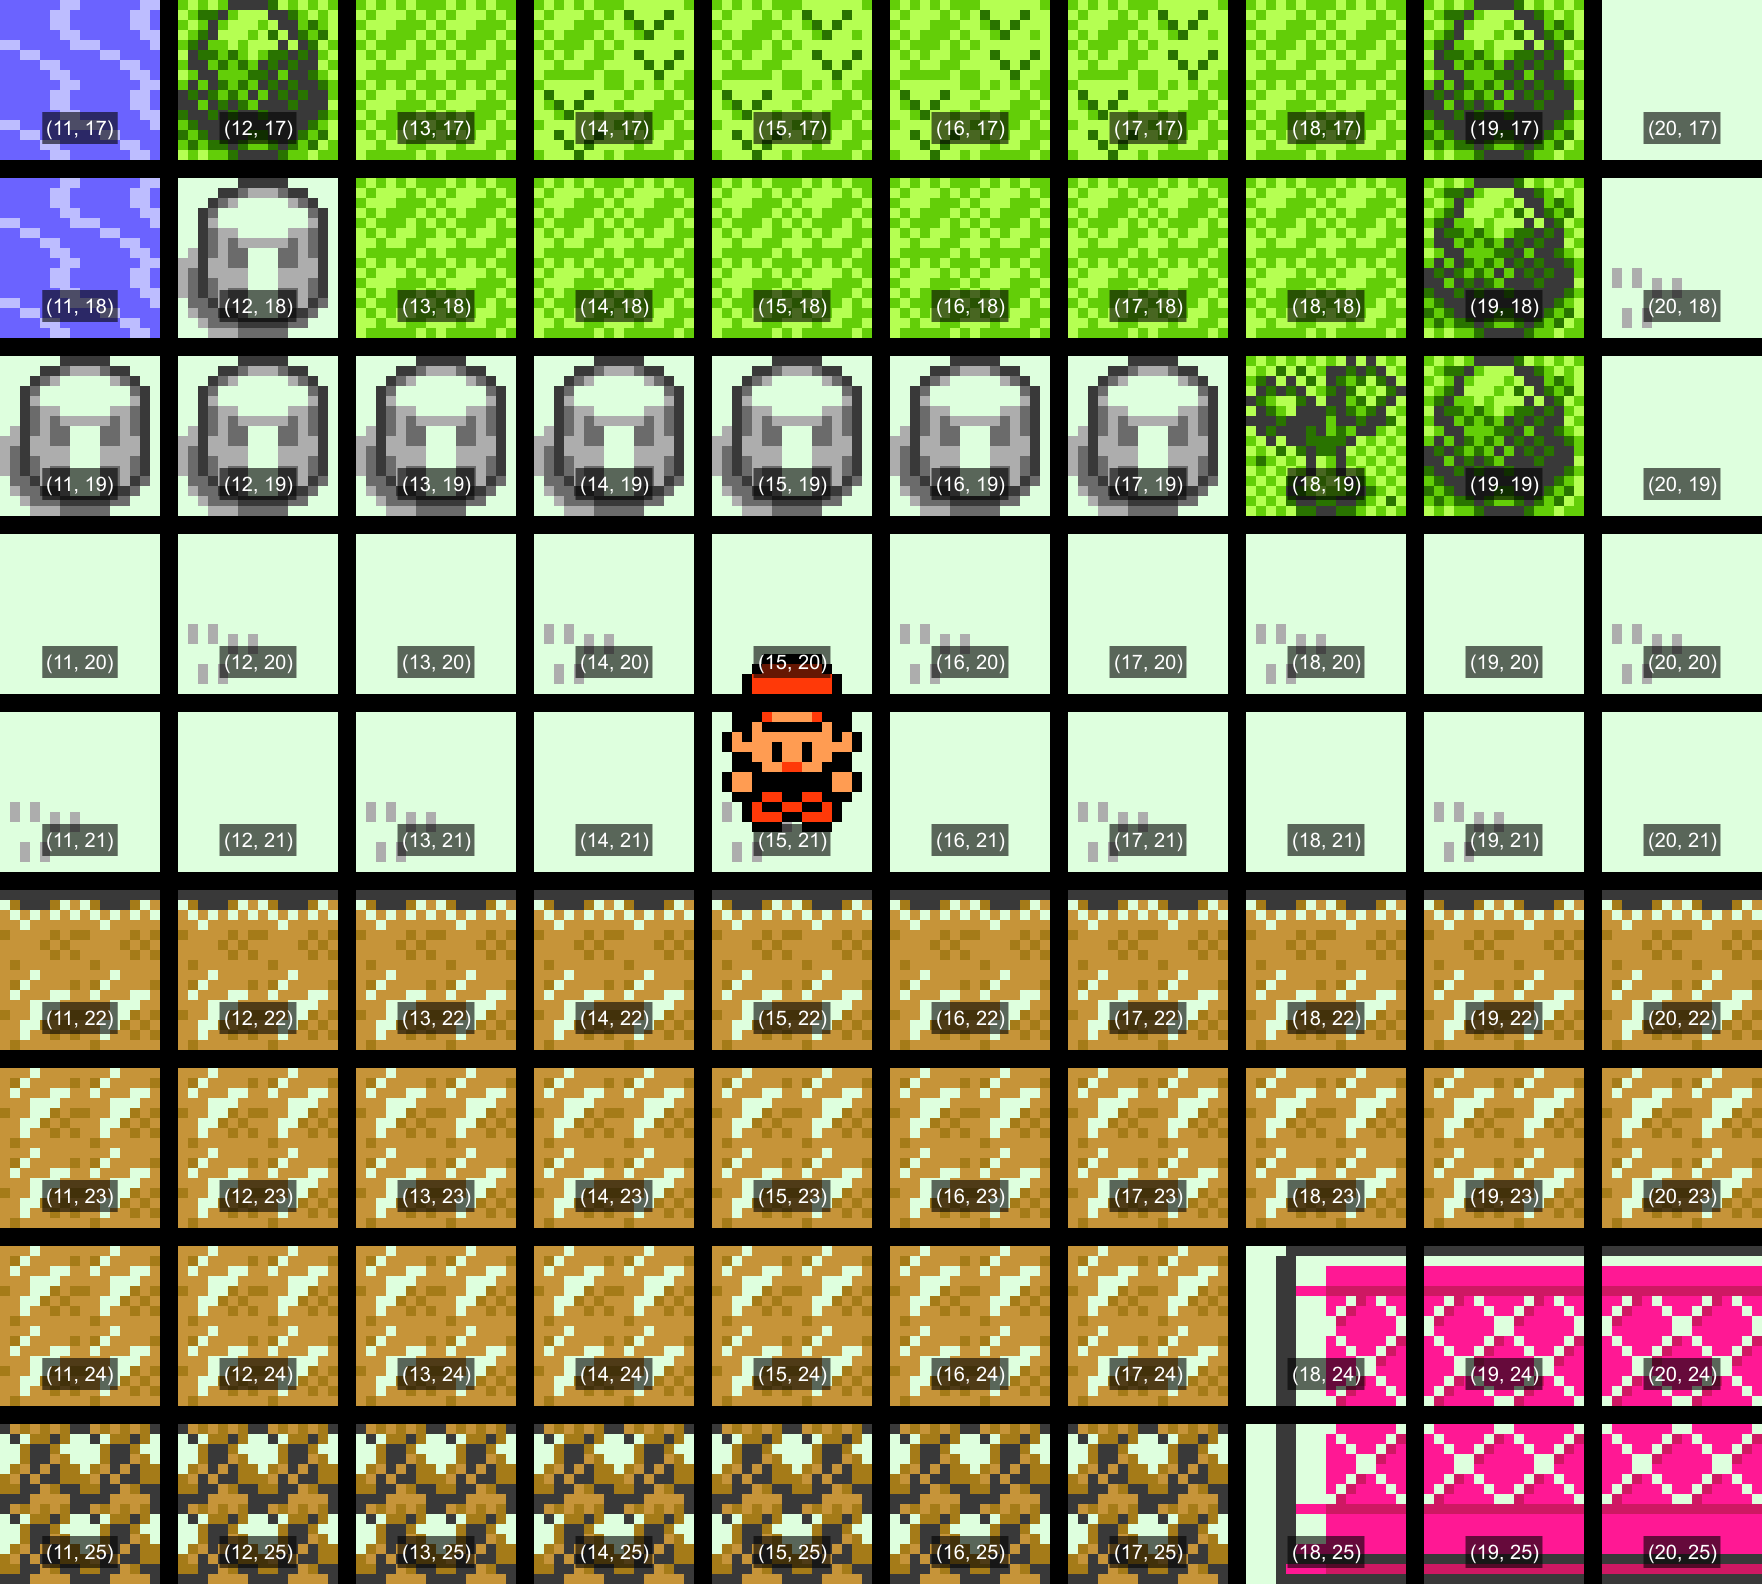 (11, 17) (12, 17) (13, 17) (14, 17) (15, 17) (16, 17) (17, 17) (18, 17) (19, 17) (20, 17)
(11, 18) (12, 18) (13, 18) (14, 18) (15, 18) (16, 18) (17, 18) (18, 18) (19, 18) (20, 18)
(11, 19) (12, 19) (13, 19) (14, 19) (15, 19) (16, 19) (17, 19) (18, 19) (19, 19) (20, 19)
(11, 20) (12, 20) (13, 20) (14, 20) (15, 20) (16, 20) (17, 20) (18, 20) (19, 20) (20, 20)
(11, 21) (12, 21) (13, 21) (14, 21) (15, 21) (16, 21) (17, 21) (18, 21) (19, 21) (20, 21)
(11, 22) (12, 22) (13, 22) (14, 22) (15, 22) (16, 22) (17, 22) (18, 22) (19, 22) (20, 22)
(11, 23) (12, 23) (13, 23) (14, 23) (15, 23) (16, 23) (17, 23) (18, 23) (19, 23) (20, 23)
(11, 24) (12, 24) (13, 24) (14, 24) (15, 24) (16, 24) (17, 24) (18, 24) (19, 24) (20, 24)
(11, 25) (12, 25) (13, 25) (14, 25) (15, 25) (16, 25) (17, 25) (18, 25) (19, 25) (20, 25)